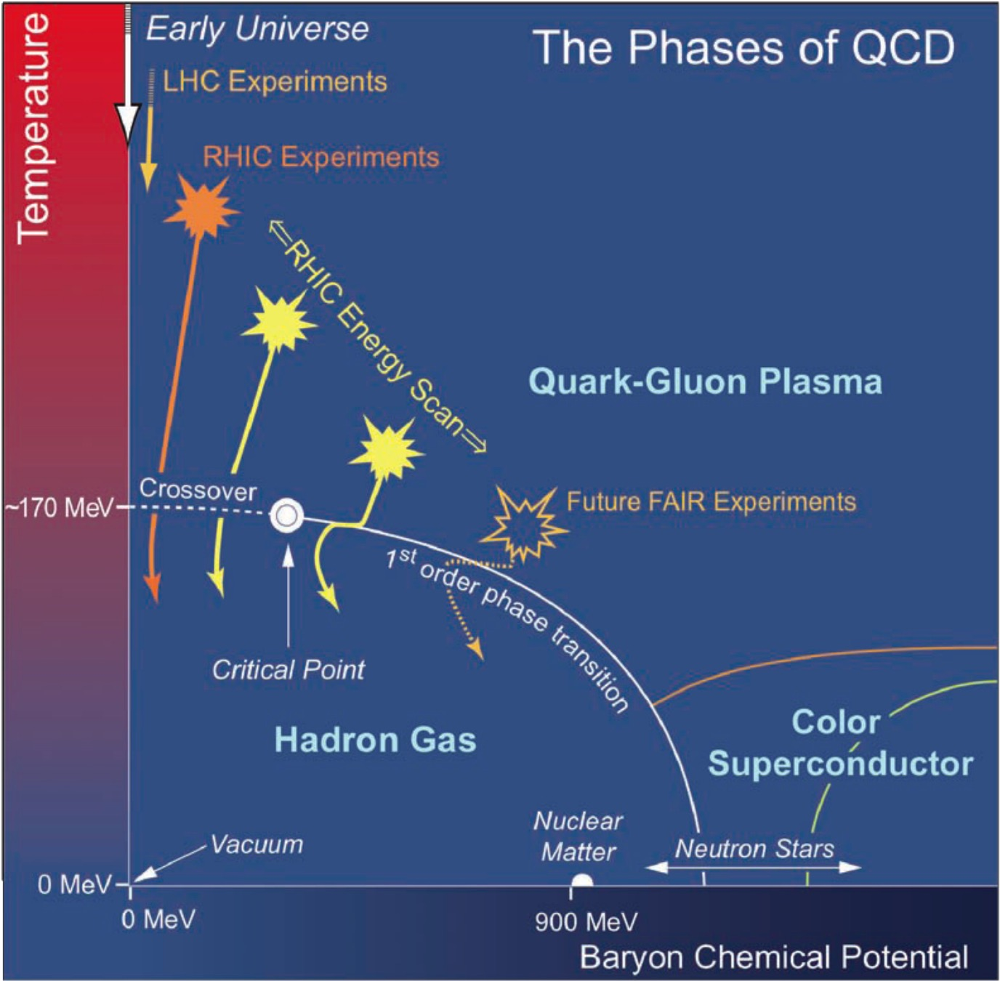 The Phases of QCD
Temperature
Early Universe
LHC Experiments
RHIC Experiments
⇐RHIC Energy Scan⇒
Quark-Gluon Plasma
Crossover
~170 MeV
Future FAIR Experiments
1st order phase transition
Critical Point
Hadron Gas
Color
Superconductor
Nuclear
Matter
Neutron Stars
Vacuum
0 MeV
0 MeV
900 MeV
Baryon Chemical Potential